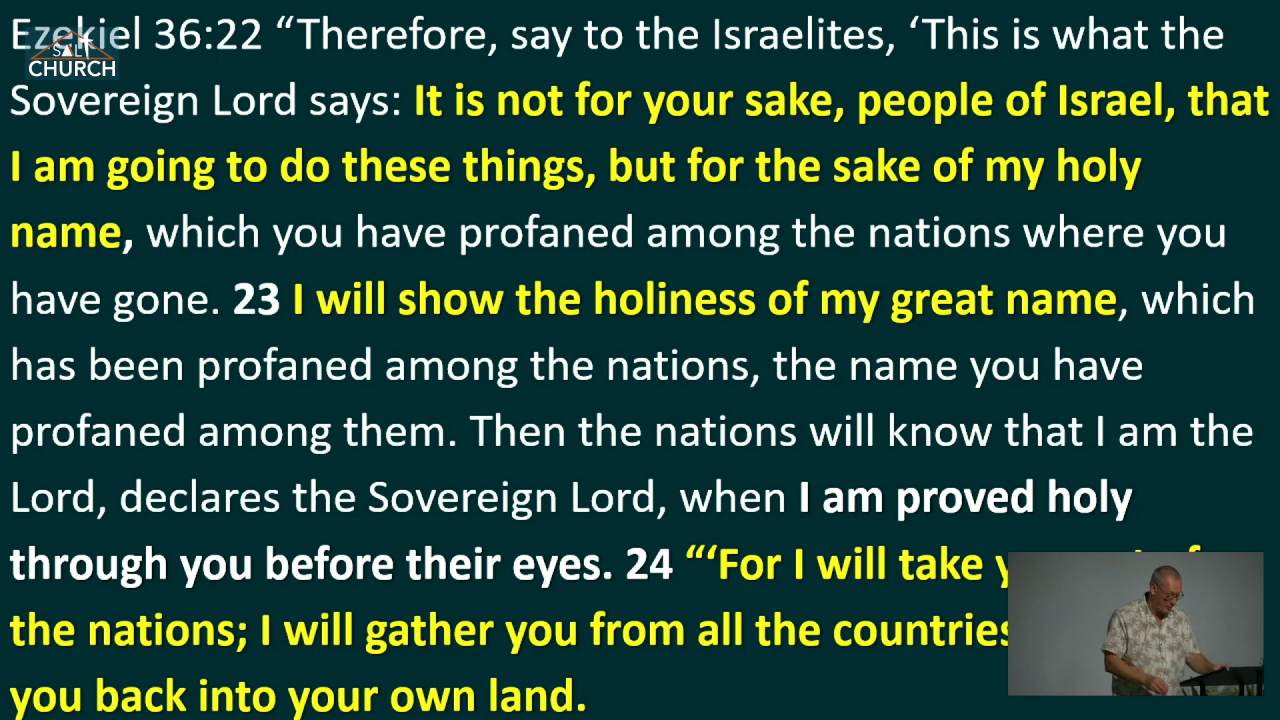 Ezekiel 36:22 “Therefore, say to the Israelites, ‘This is what the
SALT
CHURCH
Sovereign Lord says: It is not for your sake, people of Israel, that
I am going to do these things, but for the sake of my holy
name, which you have profaned among the nations where you
have gone. 23 I will show the holiness of my great name, which
has been profaned among the nations, the name you have
profaned among them. Then the nations will know that I am the
Lord, declares the Sovereign Lord, when I am proved holy
through you before their eyes. 24 “‘For I will take
the nations; I will gather you from all the countries
you back into your own land.